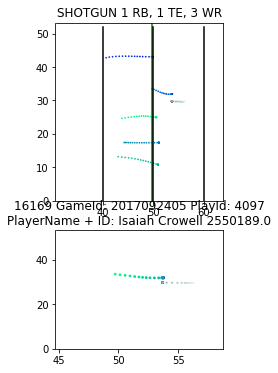 SHOTGUN 1 RB, 1 TE, 3 WR
50
40
30
20
10
0
40 50 60
16169 GameId: 2017092405 PlayId: 4097
PlayerName + ID: Isaiah Crowell 2550189.0
40
20
0
45 50 55